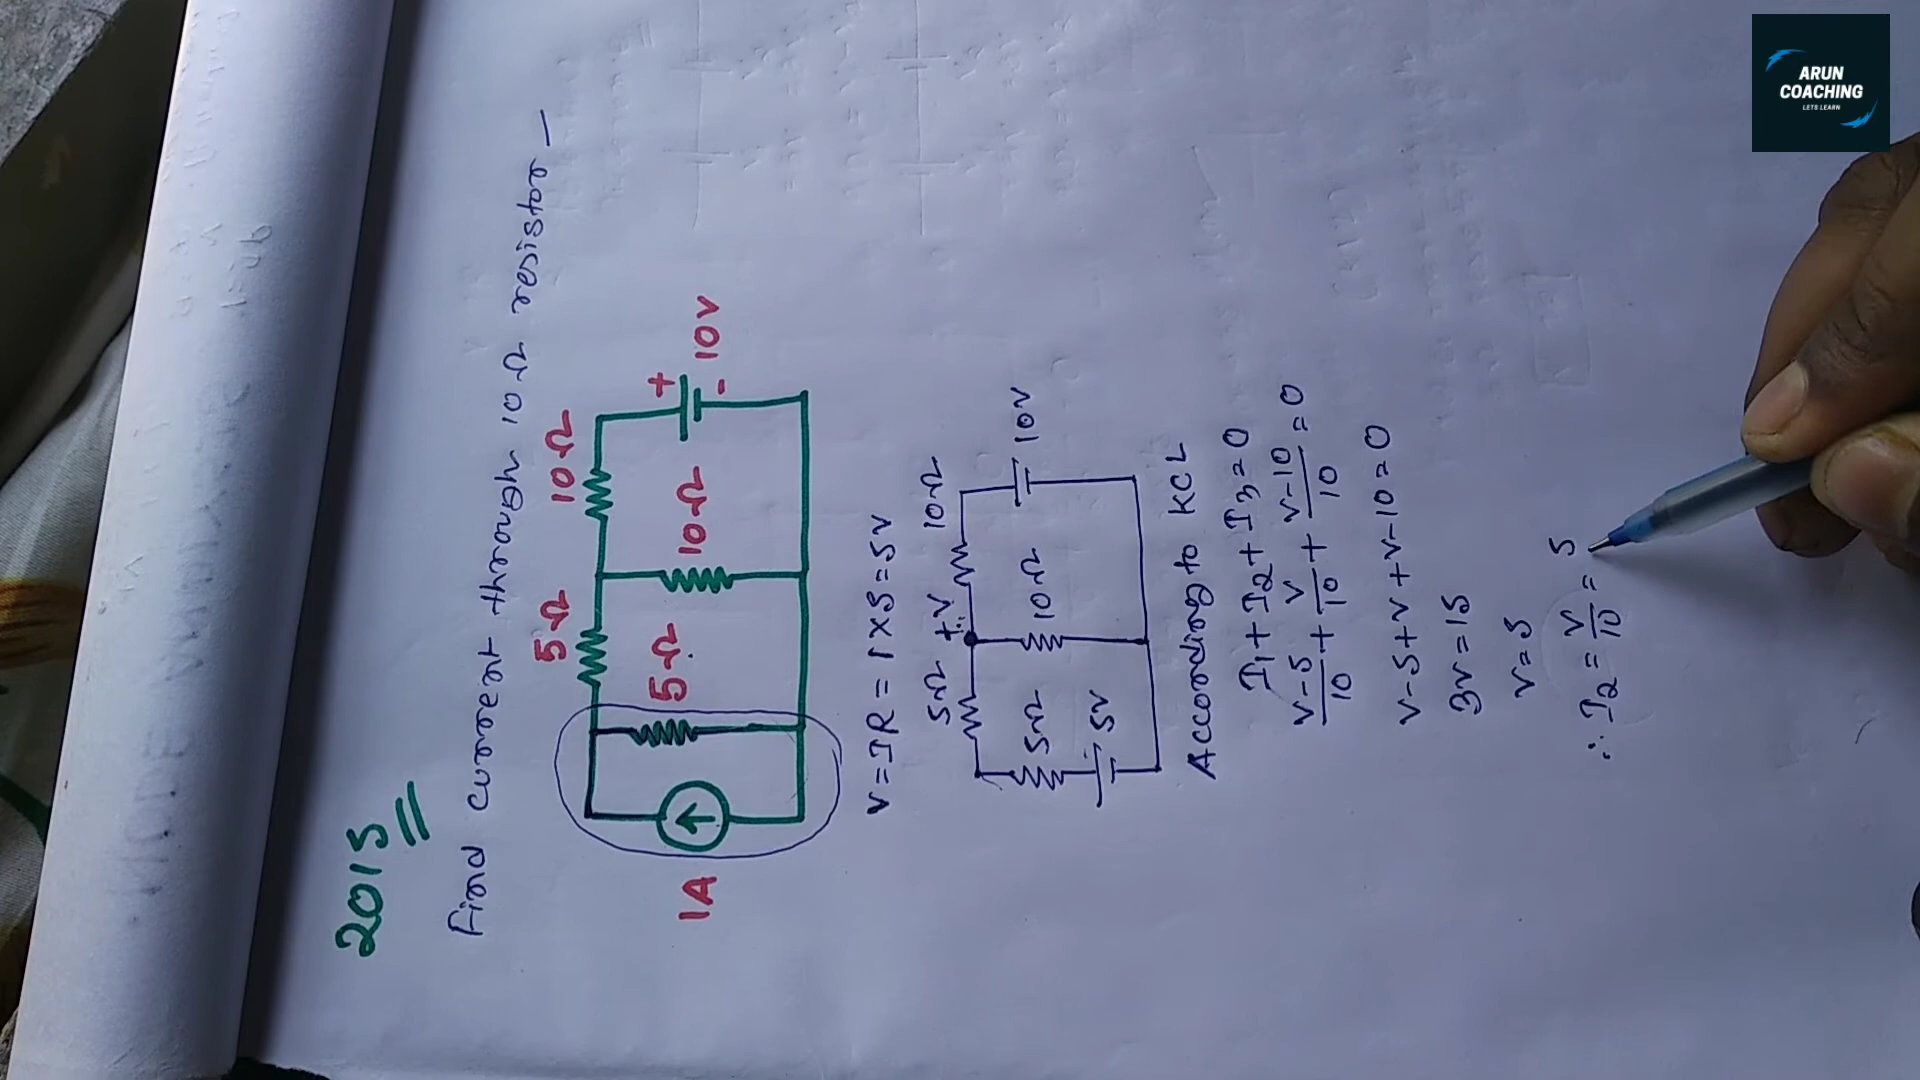 2015
Find current through 10Ω resistor –
5Ω 10Ω
1A 5Ω 10Ω + - 10V
V = IR = 1 × 5 = 5V
5Ω +V 10Ω
5Ω 5V 10Ω 10V
According to KCL
I1 + I2 + I3 = 0
V-5/10 + V/10 + V-10/10 = 0
V-5+V+V-10=0
3V=15
V=5
∴ I2 = V/10 = 5
ARUN
COACHING
LETS LEARN